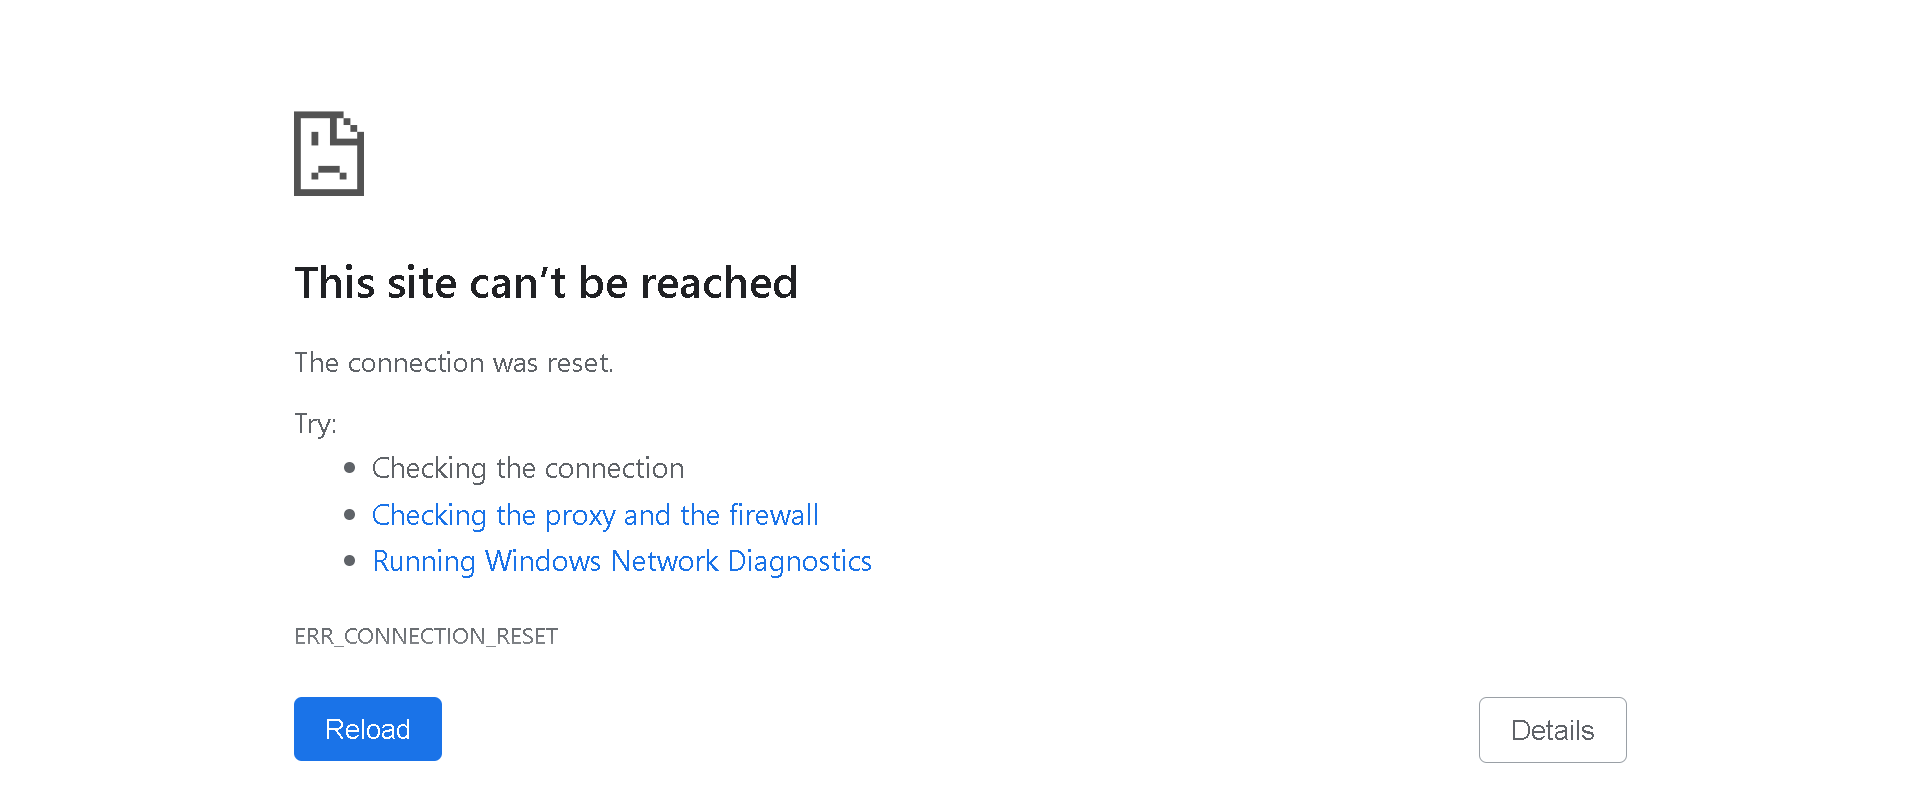 This site can’t be reached
The connection was reset.
Try:
Checking the connection
Checking the proxy and the firewall
Running Windows Network Diagnostics
ERR_CONNECTION_RESET
Reload
Details